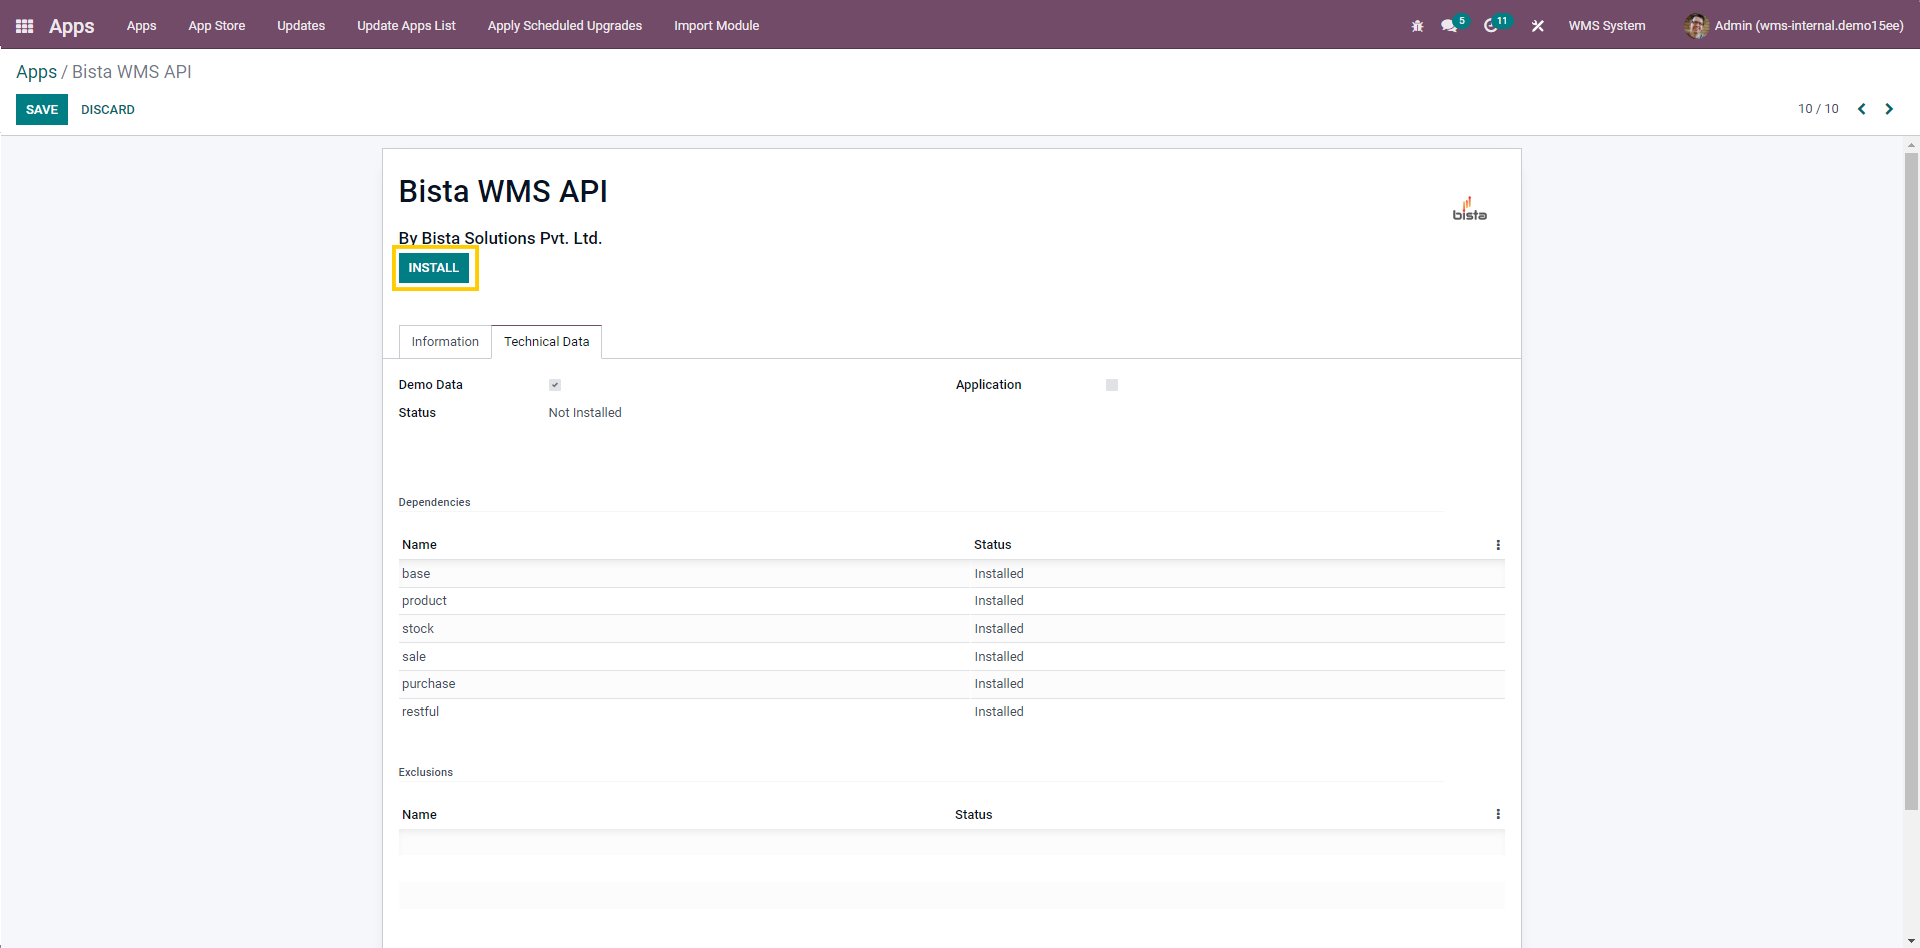 Apps Apps App Store Updates Update Apps List Apply Scheduled Upgrades Import Module 5 11 WMS System Admin (wms-internal.demo15ee)
Apps / Bista WMS API
SAVE DISCARD 10 / 10
Bista WMS API
bista
By Bista Solutions Pvt. Ltd.
INSTALL
Information Technical Data
Demo Data Application
Status Not Installed
Dependencies
Name Status
base Installed
product Installed
stock Installed
sale Installed
purchase Installed
restful Installed
Exclusions
Name Status